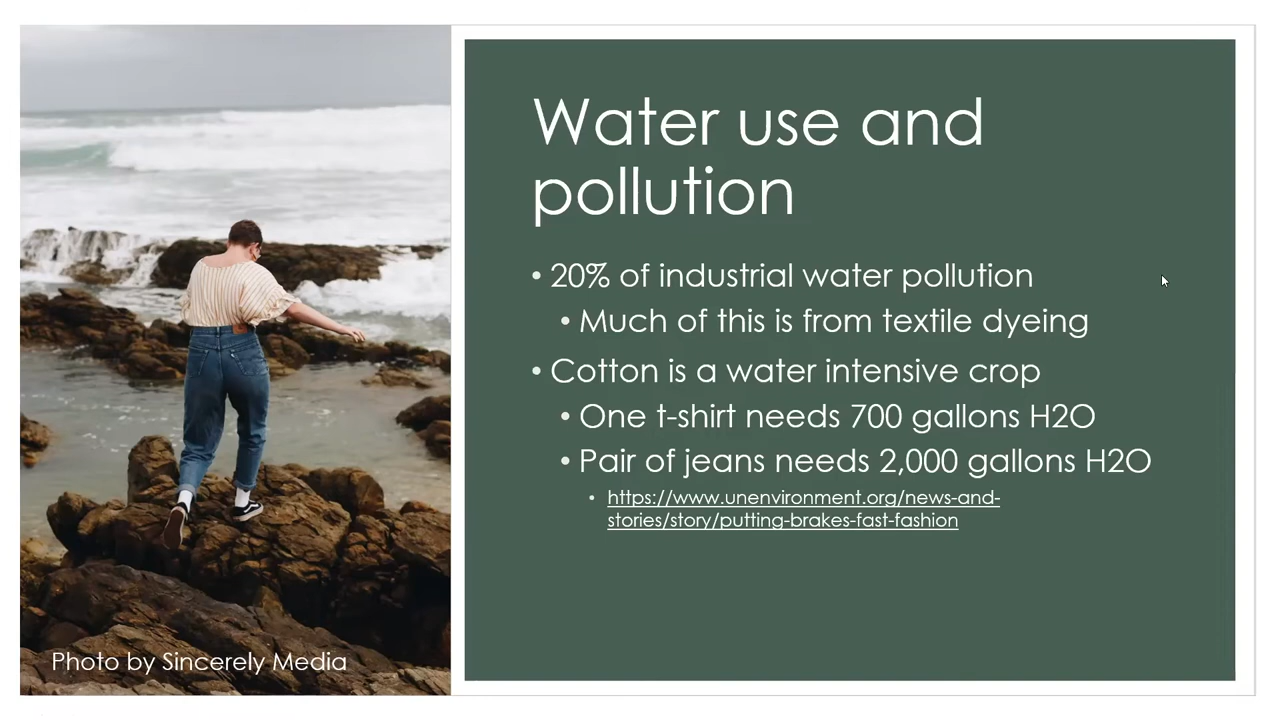 Water use and
pollution
• 20% of industrial water pollution
• Much of this is from textile dyeing
• Cotton is a water intensive crop
• One t-shirt needs 700 gallons H2O
• Pair of jeans needs 2,000 gallons H2O
• https://www.unenvironment.org/news-and-
stories/story/putting-brakes-fast-fashion
Photo by Sincerely Media